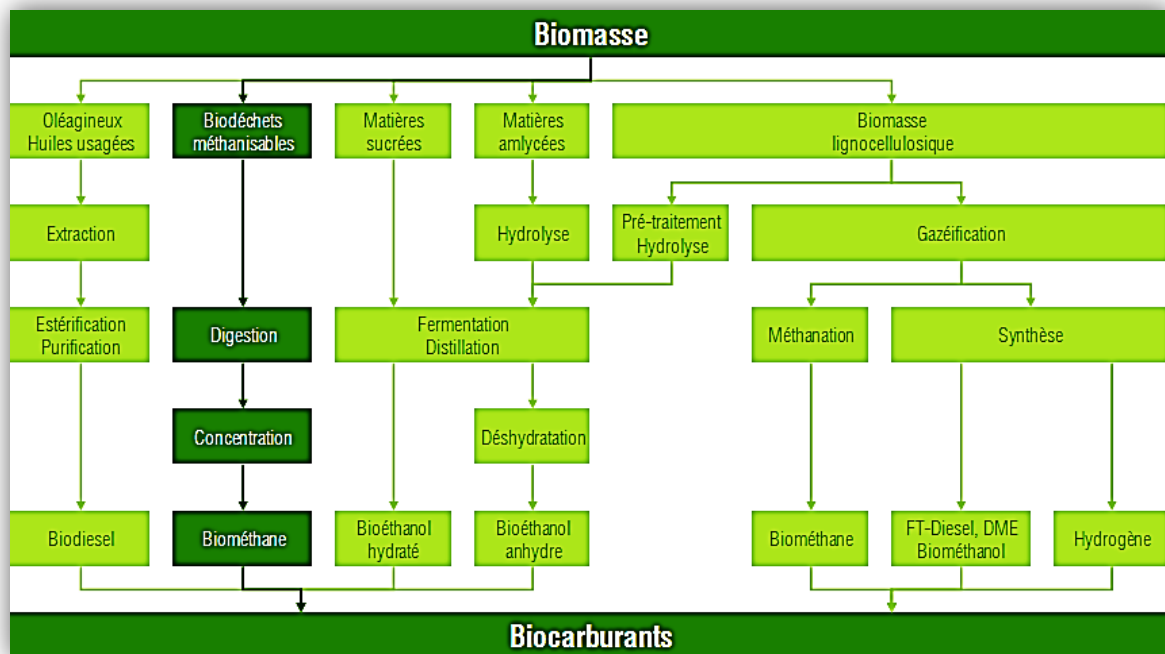 Biomasse
Oléagineux
Huiles usagées
Biodéchets
méthanisables
Matières
sucrées
Matières
amlycées
Biomasse
lignocellulosique
Extraction
Hydrolyse
Pré-traitement
Hydrolyse
Gazéification
Estérification
Purification
Digestion
Fermentation
Distillation
Méthanation
Synthèse
Concentration
Déshydratation
Biodiesel
Biométhane
Bioéthanol
hydraté
Bioéthanol
anhydre
Biométhane
FT-Diesel, DME
Biométhanol
Hydrogène
Biocarburants